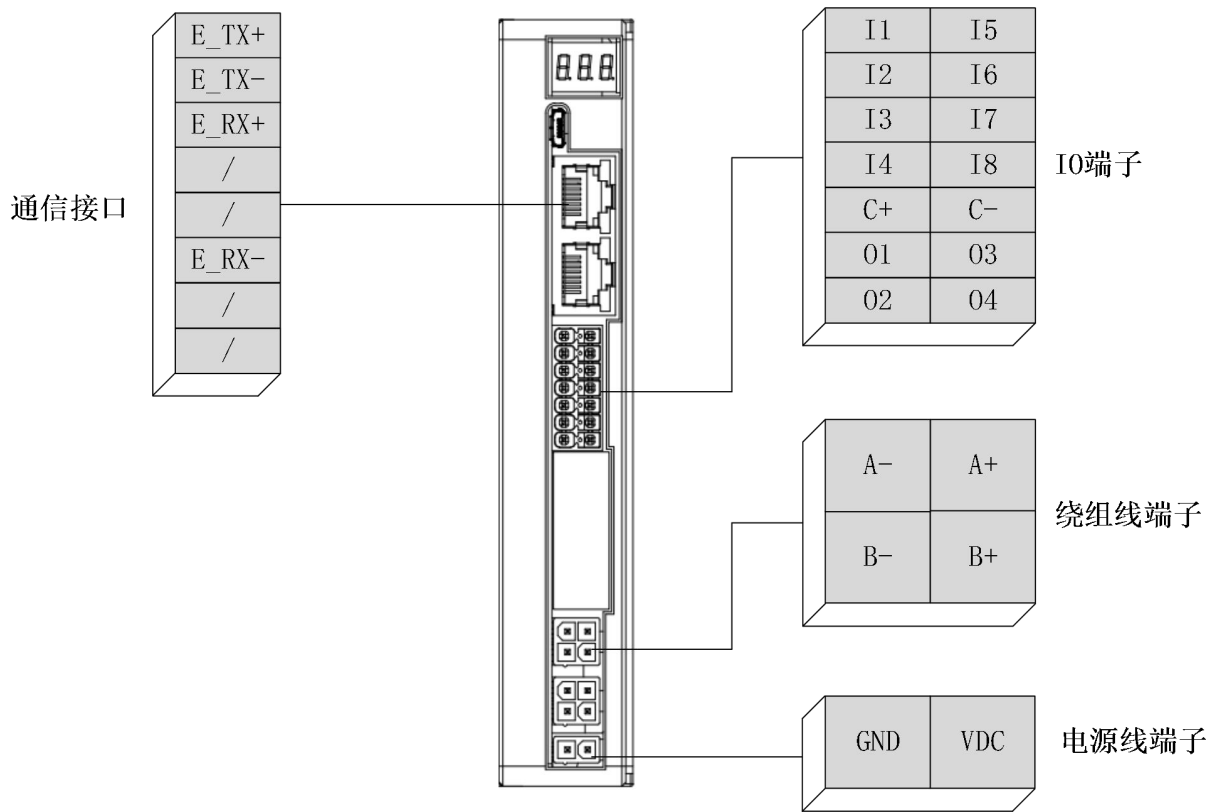 通信接口
E_TX+
E_TX-
E_RX+
/
/
E_RX-
/
/
I1 I5
I2 I6
I3 I7
I4 I8
C+ C-
O1 O3
O2 O4
IO端子
A- A+
B- B+
绕组线端子
GND VDC
电源线端子